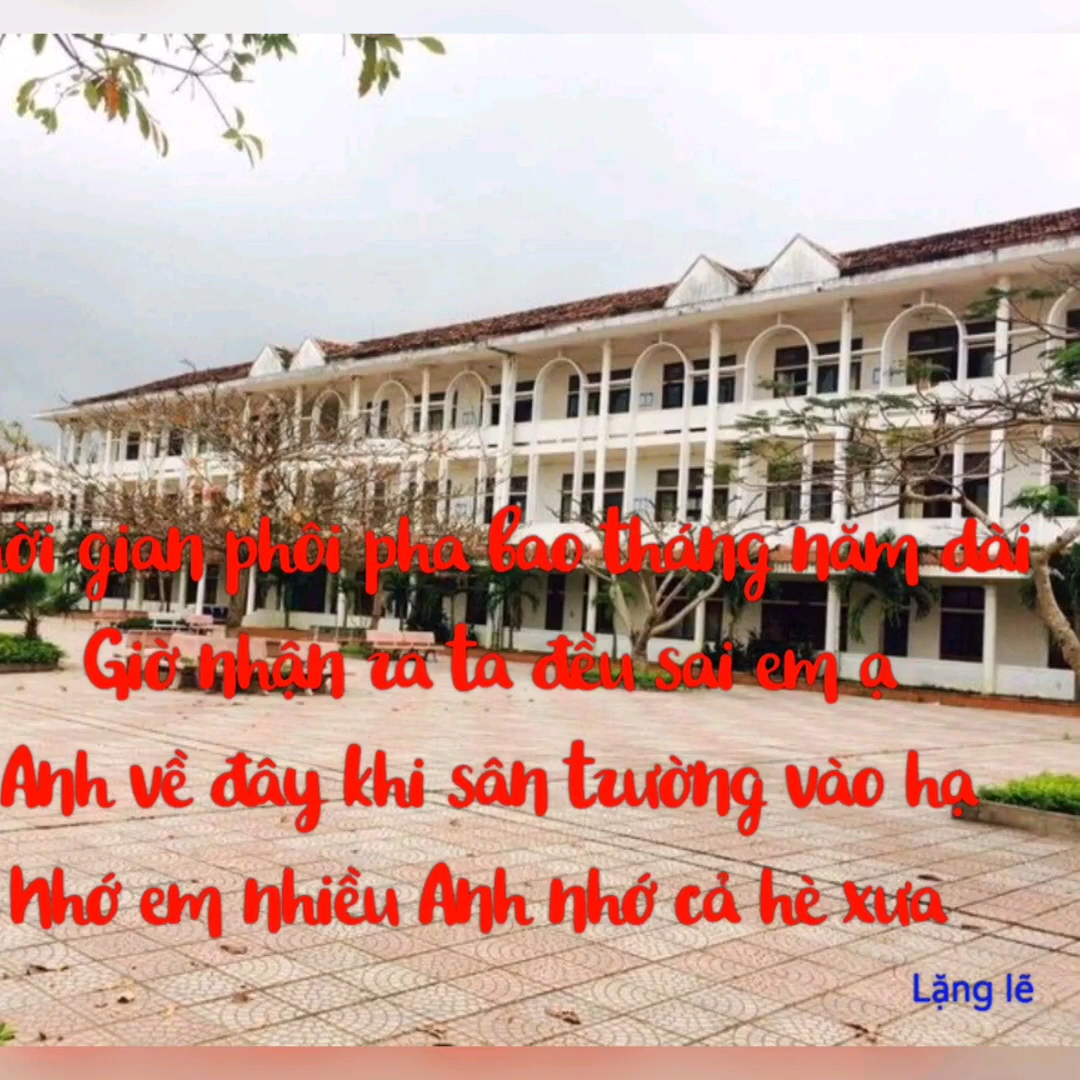 ời gian phôi pha bao tháng năm dài
Giờ nhận ra ta đều sai em ạ
Anh về đây khi sân trường vào hạ
Nhớ em nhiều Anh nhớ cả hè xưa
Lặng lẽ